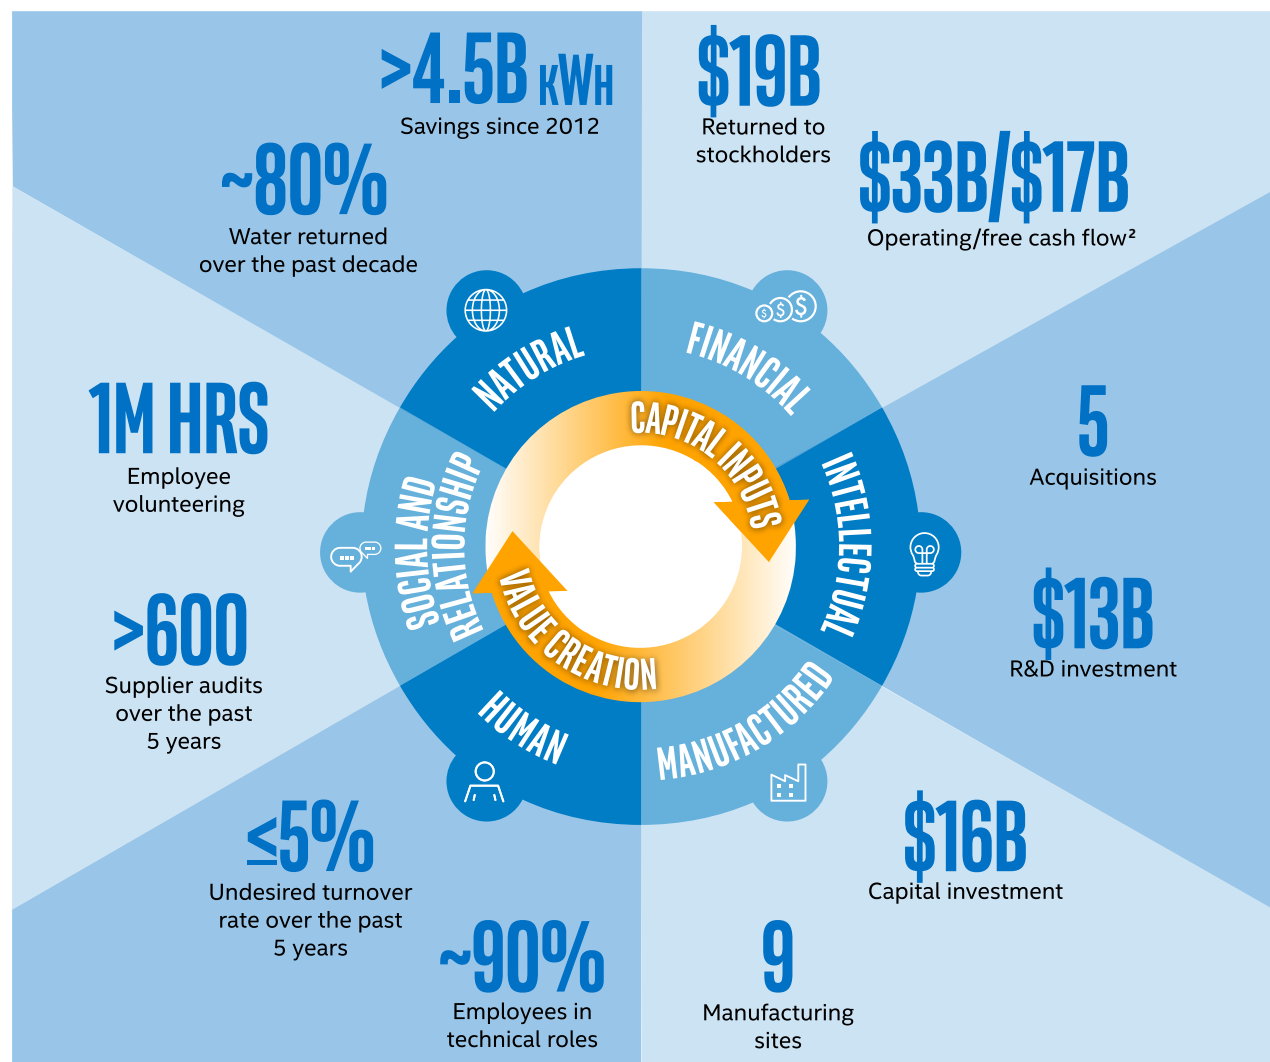 >4.5B KWH
Savings since 2012
$19B
Returned to
stockholders
~80%
Water returned
over the past decade
$33B/$17B
Operating/free cash flow²
NATURAL
FINANCIAL
1M HRS
Employee
volunteering
5
Acquisitions
CAPITAL INPUTS
INTELLECTUAL
SOCIAL AND
RELATIONSHIP
VALUE CREATION
>600
Supplier audits
over the past
5 years
$13B
R&D investment
HUMAN
MANUFACTURED
≤5%
Undesired turnover
rate over the past
5 years
$16B
Capital investment
~90%
Employees in
technical roles
9
Manufacturing
sites
$
$
$